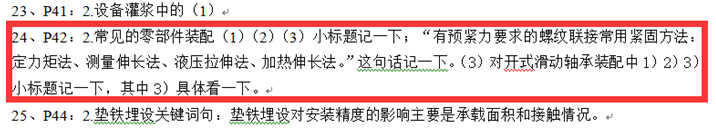 23、P41：2.设备灌浆中的（1）
24、P42：2.常见的零部件装配（1）（2）（3）小标题记一下；“有预紧力要求的螺纹联接常用紧固方法：
定力矩法、测量伸长法、液压拉伸法、加热伸长法。”这句话记一下。（3）对开式滑动轴承装配中1）2）3）
小标题记一下，其中3）具体看一下。
25、P44：2.垫铁埋设关键词句：垫铁埋设对安装精度的影响主要是承载面积和接触情况。